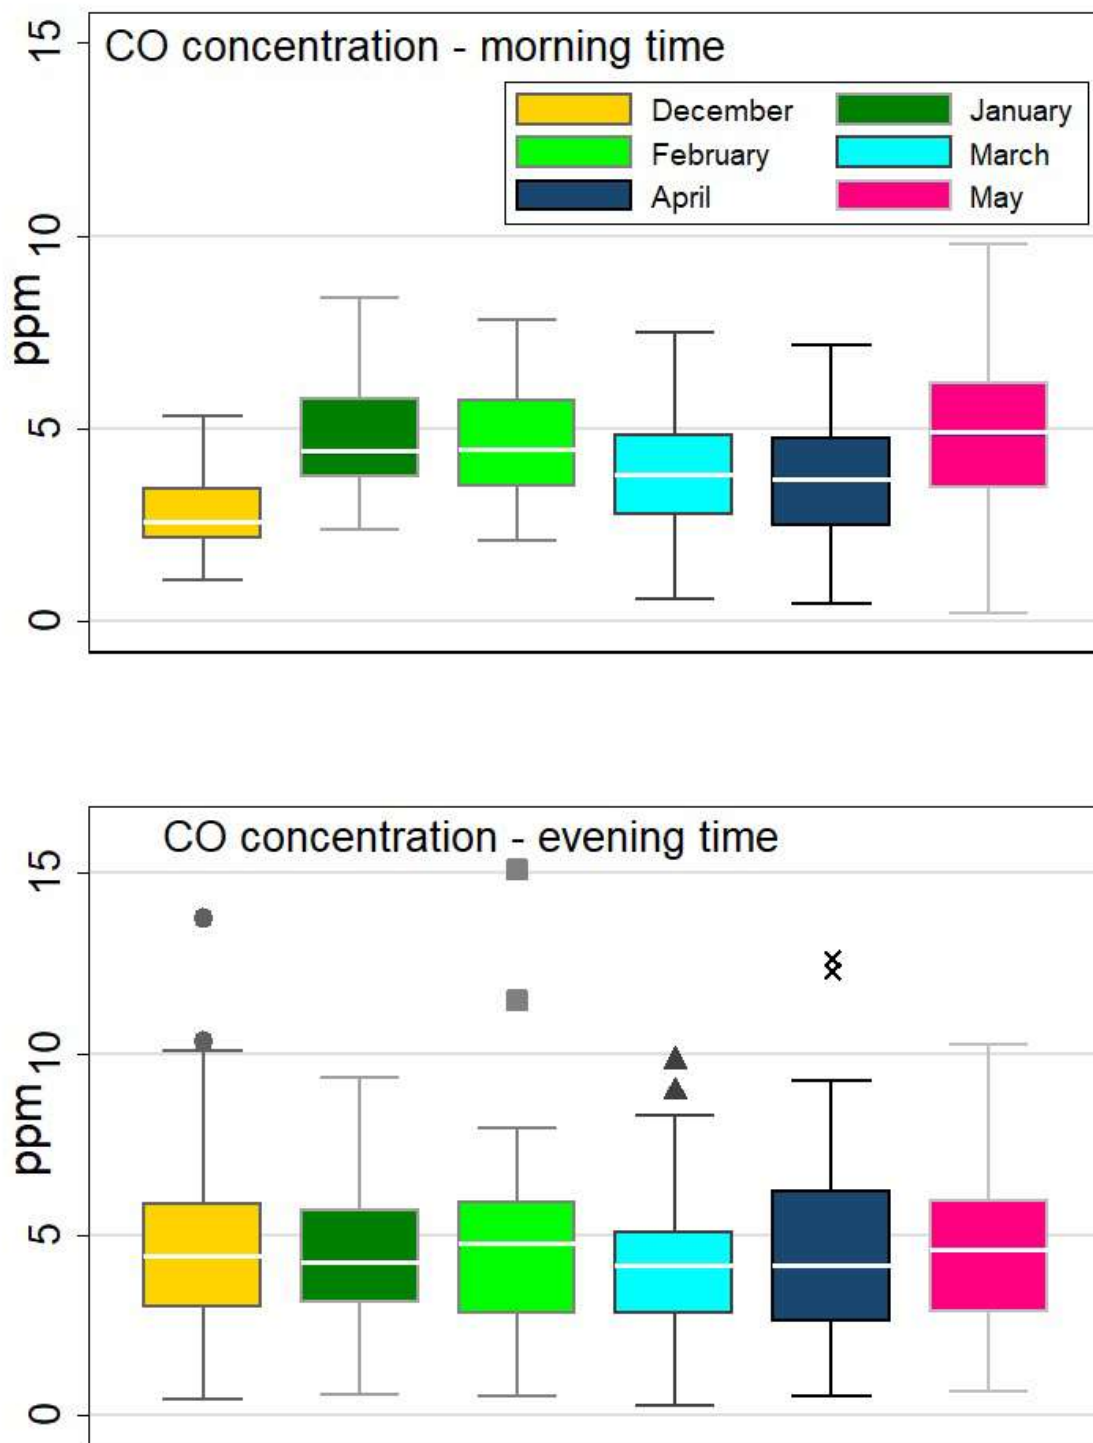 15
CO concentration - morning time
December
January
February
March
April
May
10
ppm
5
0
CO concentration - evening time
15
10
ppm
5
0